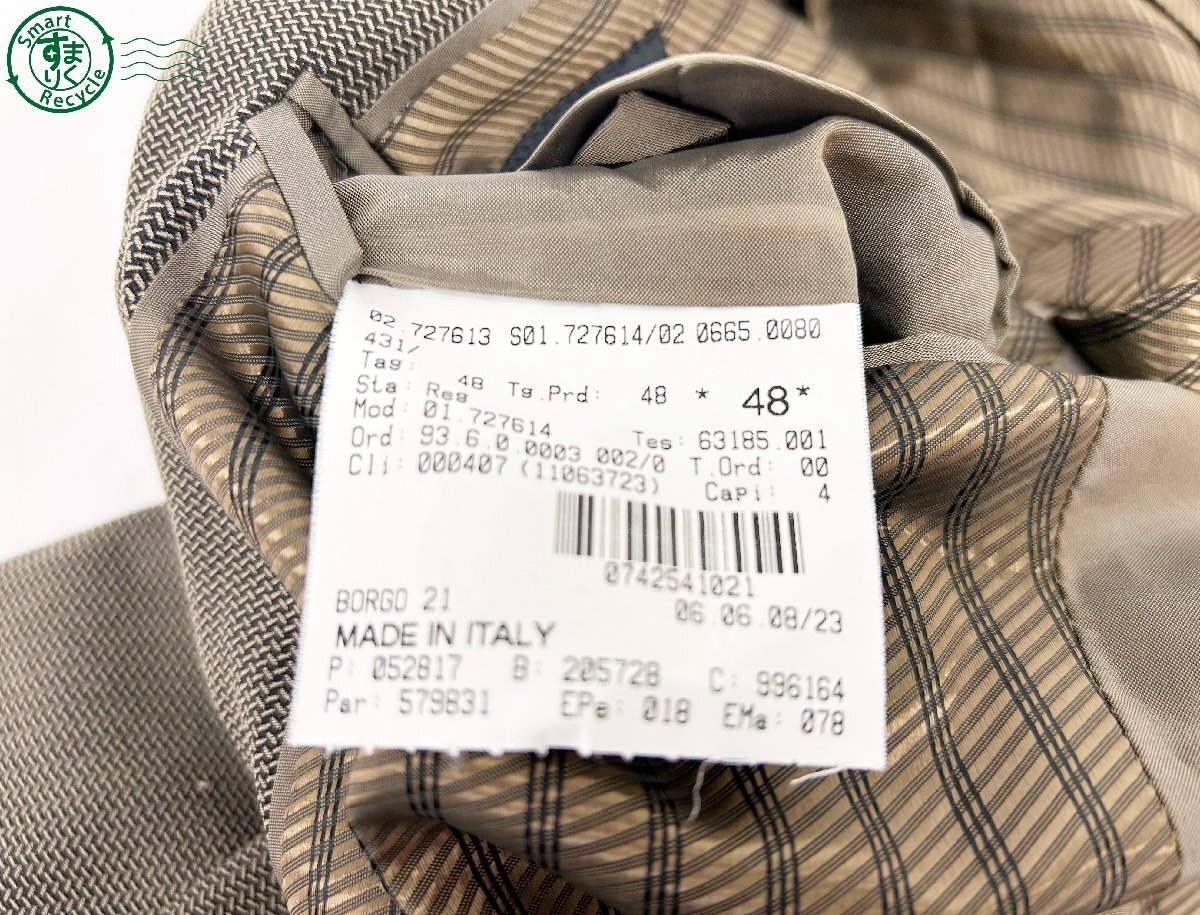 Smart
すまりく
Recycle
02.727613 S01.727614/02 0665.0080
431/
Tag:
Sta: Reg 48 Tg.Prd: 48 * 48*
Mod: 01.727614 Tes: 63185.001
Ord: 93.6.0.0003 002/0 T.Ord: 00
Cli: 000407 (11063723) Capi: 4
0742541021
BORGO 21 06.06.08/23
MADE IN ITALY
P: 052817 B: 205728 C: 996164
Par: 579831 EPe: 018 EMa: 078